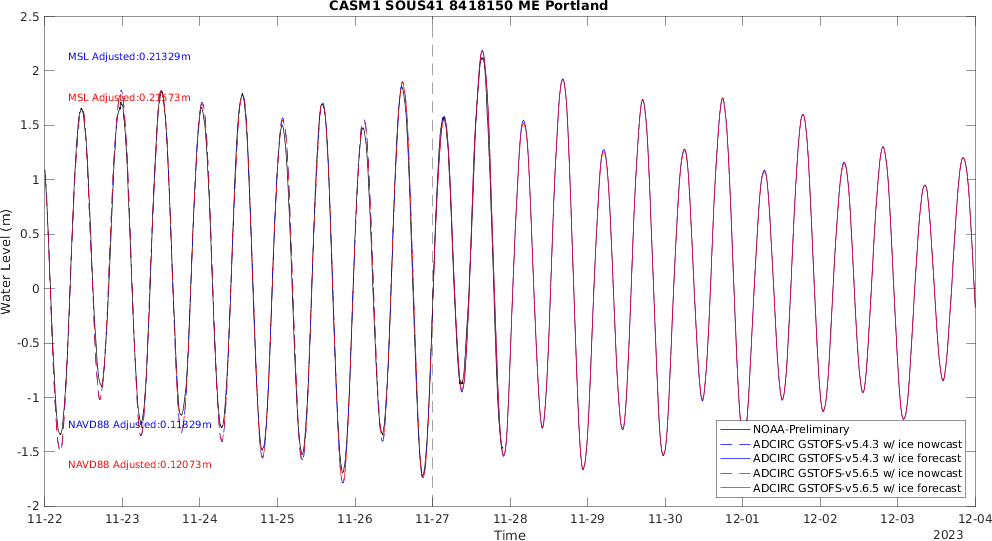 CASM1 SOUS41 8418150 ME Portland
2.5
2
1.5
1
0.5
0
-0.5
-1
-1.5
-2
Water Level (m)
MSL Adjusted:0.21329m
MSL Adjusted:0.21573m
NAVD88 Adjusted:0.11829m
NAVD88 Adjusted:0.12073m
NOAA-Preliminary
ADCIRC GSTOFS-v5.4.3 w/ ice nowcast
ADCIRC GSTOFS-v5.4.3 w/ ice forecast
ADCIRC GSTOFS-v5.6.5 w/ ice nowcast
ADCIRC GSTOFS-v5.6.5 w/ ice forecast
11-22 11-23 11-24 11-25 11-26 11-27 11-28 11-29 11-30 12-01 12-02 12-03 12-04
Time
2023